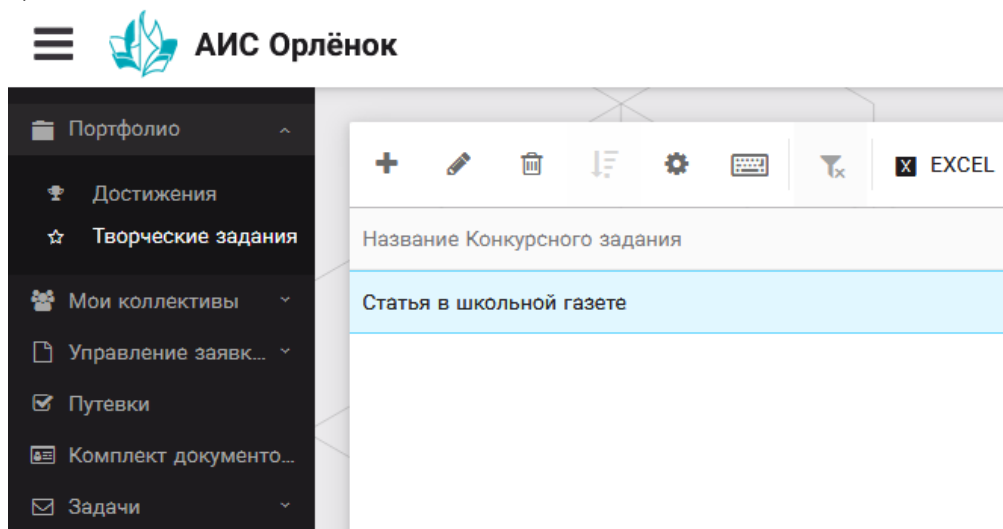 АИС Орлёнок
Портфолио
Достижения
Творческие задания
Мои коллективы
Управление заявк...
Путевки
Комплект документо...
Задачи
X EXCEL
Название Конкурсного задания
Статья в школьной газете